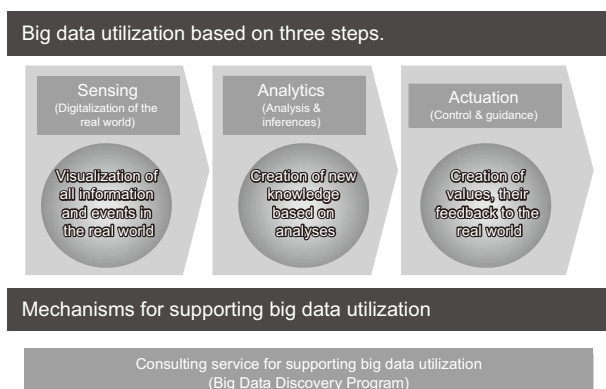 Big data utilization based on three steps.
Sensing
(Digitalization of the
real world)
Visualization of
all information
and events in
the real world
Analytics
(Analysis &
inferences)
Creation of new
knowledge
based on
analyses
Actuation
(Control & guidance)
Creation of
values, their
feedback to the
real world
Mechanisms for supporting big data utilization
Consulting service for supporting big data utilization
(Big Data Discovery Program)